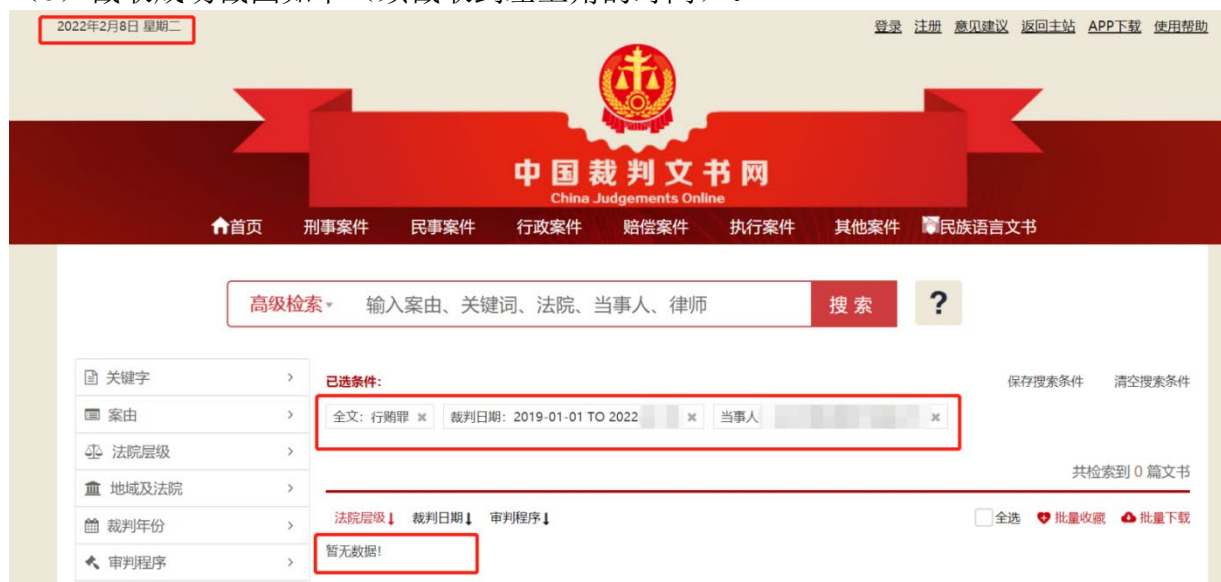 2022年2月8日 星期二
登录 注册 意见建议 返回主站 APP下载 使用帮助
中国裁判文书网
China Judgements Online
首页 刑事案件 民事案件 行政案件 赔偿案件 执行案件 其他案件 民族语言文书
高级检索 输入案由、关键词、法院、当事人、律师 搜索 ?
关键字
案由
法院层级
地域及法院
裁判年份
审判程序
已选条件:
保存搜索条件 清空搜索条件
全文: 行贿罪 × 裁判日期: 2019-01-01 TO 2022 × 当事人 ×
共检索到 0 篇文书
法院层级 裁判日期 审判程序
全选 批量收藏 批量下载
暂无数据!